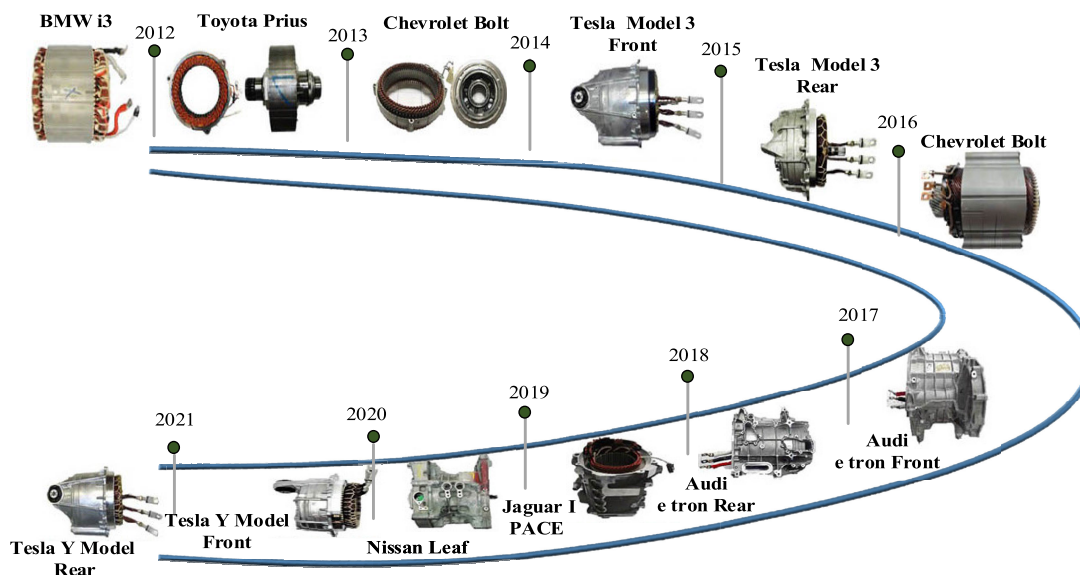 BMW i3
2012
Toyota Prius
2013
Chevrolet Bolt
2014
Tesla Model 3
Front
2015
Tesla Model 3
Rear
2016
Chevrolet Bolt
2017
Audi
e tron Front
2018
Audi
e tron Rear
2019
Jaguar I
PACE
2020
Nissan Leaf
Tesla Y Model
Front
2021
Tesla Y Model
Rear